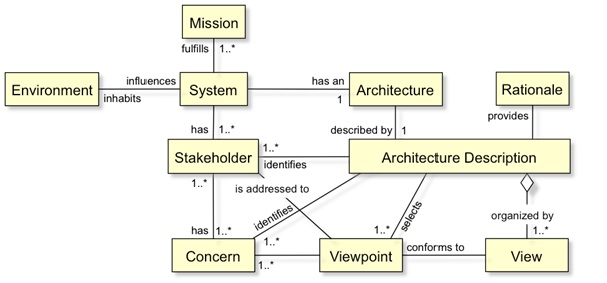 Mission
fulfills 1..*
Environment influences System has an Architecture Rationale
inhabits 1
has 1..* described by 1 provides
Stakeholder 1..* Architecture Description
identifies
1..* is addressed to
identifies selects organized by
has 1..* 1..* 1..*
Concern 1..* Viewpoint conforms to View
1..*